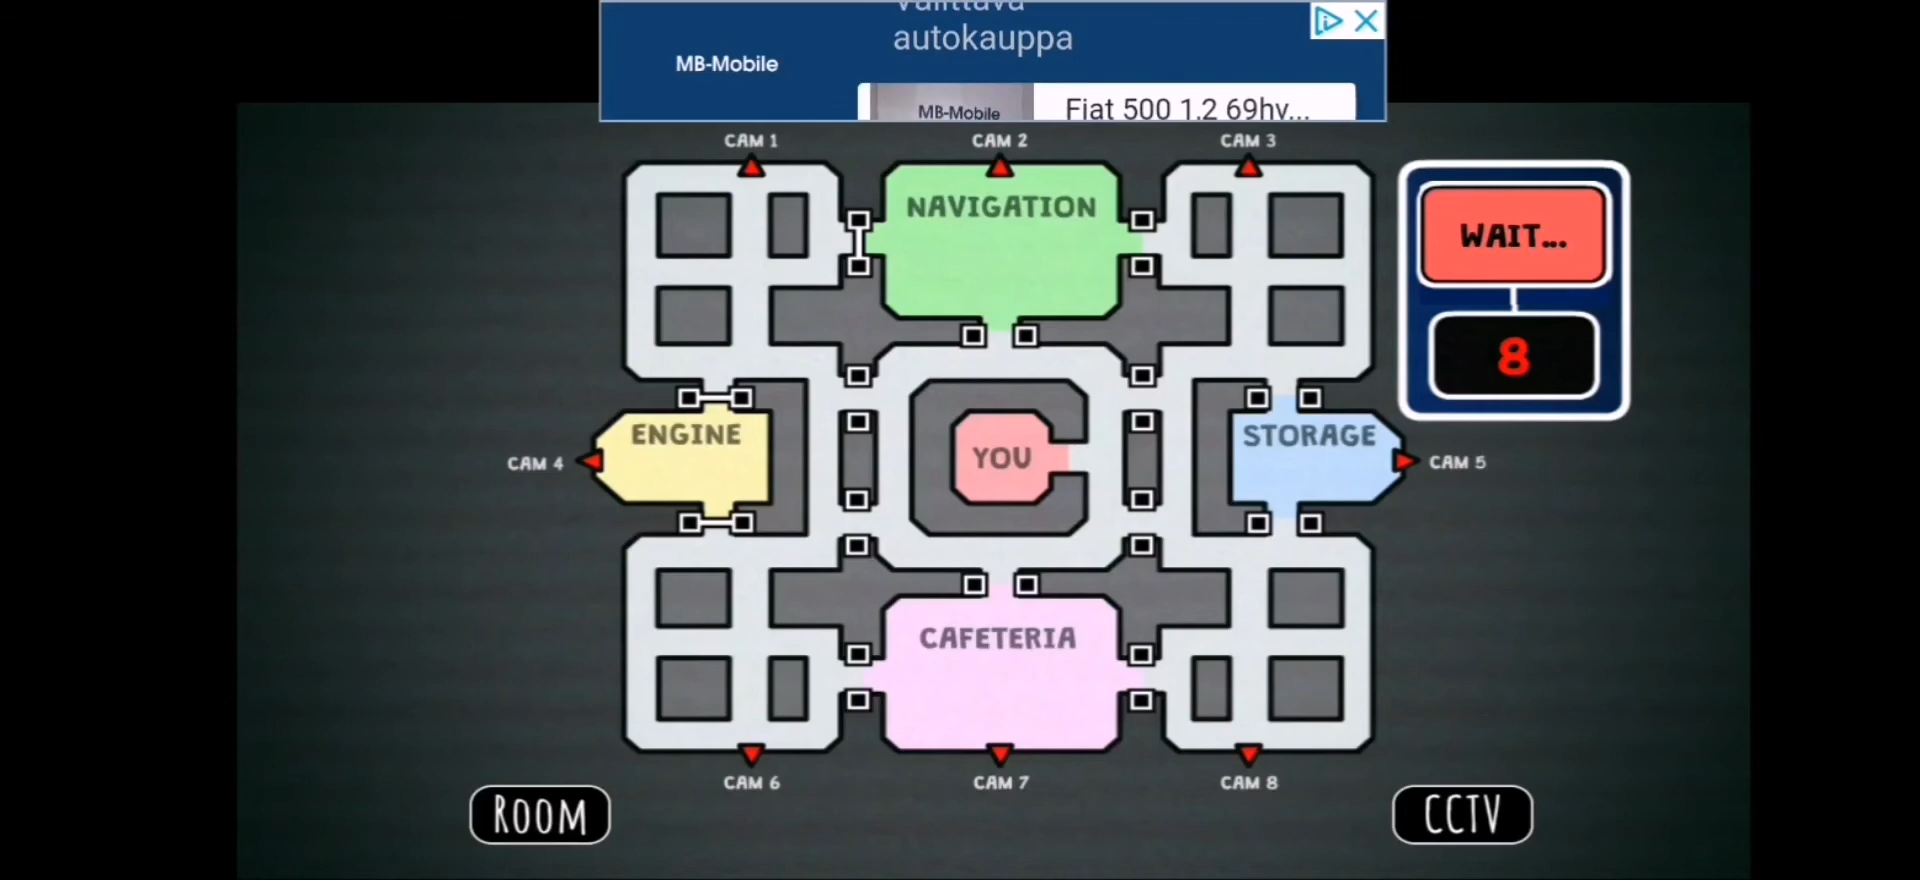 Valittava
autokauppa
MB-Mobile
MB-Mobile
Fiat 500 1.2 69hv...
CAM 1
CAM 2
CAM 3
NAVIGATION
WAIT...
8
ENGINE
STORAGE
YOU
CAM 4
CAM 5
CAFETERIA
CAM 6
CAM 7
CAM 8
ROOM
CCTV